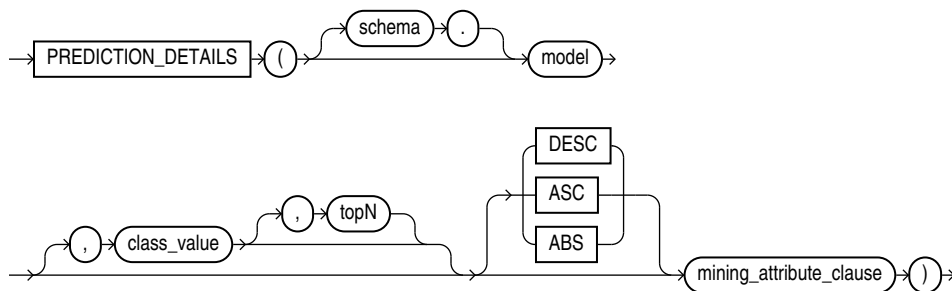 schema .
PREDICTION_DETAILS ( model
DESC
, topN ASC
, class_value ABS
mining_attribute_clause )